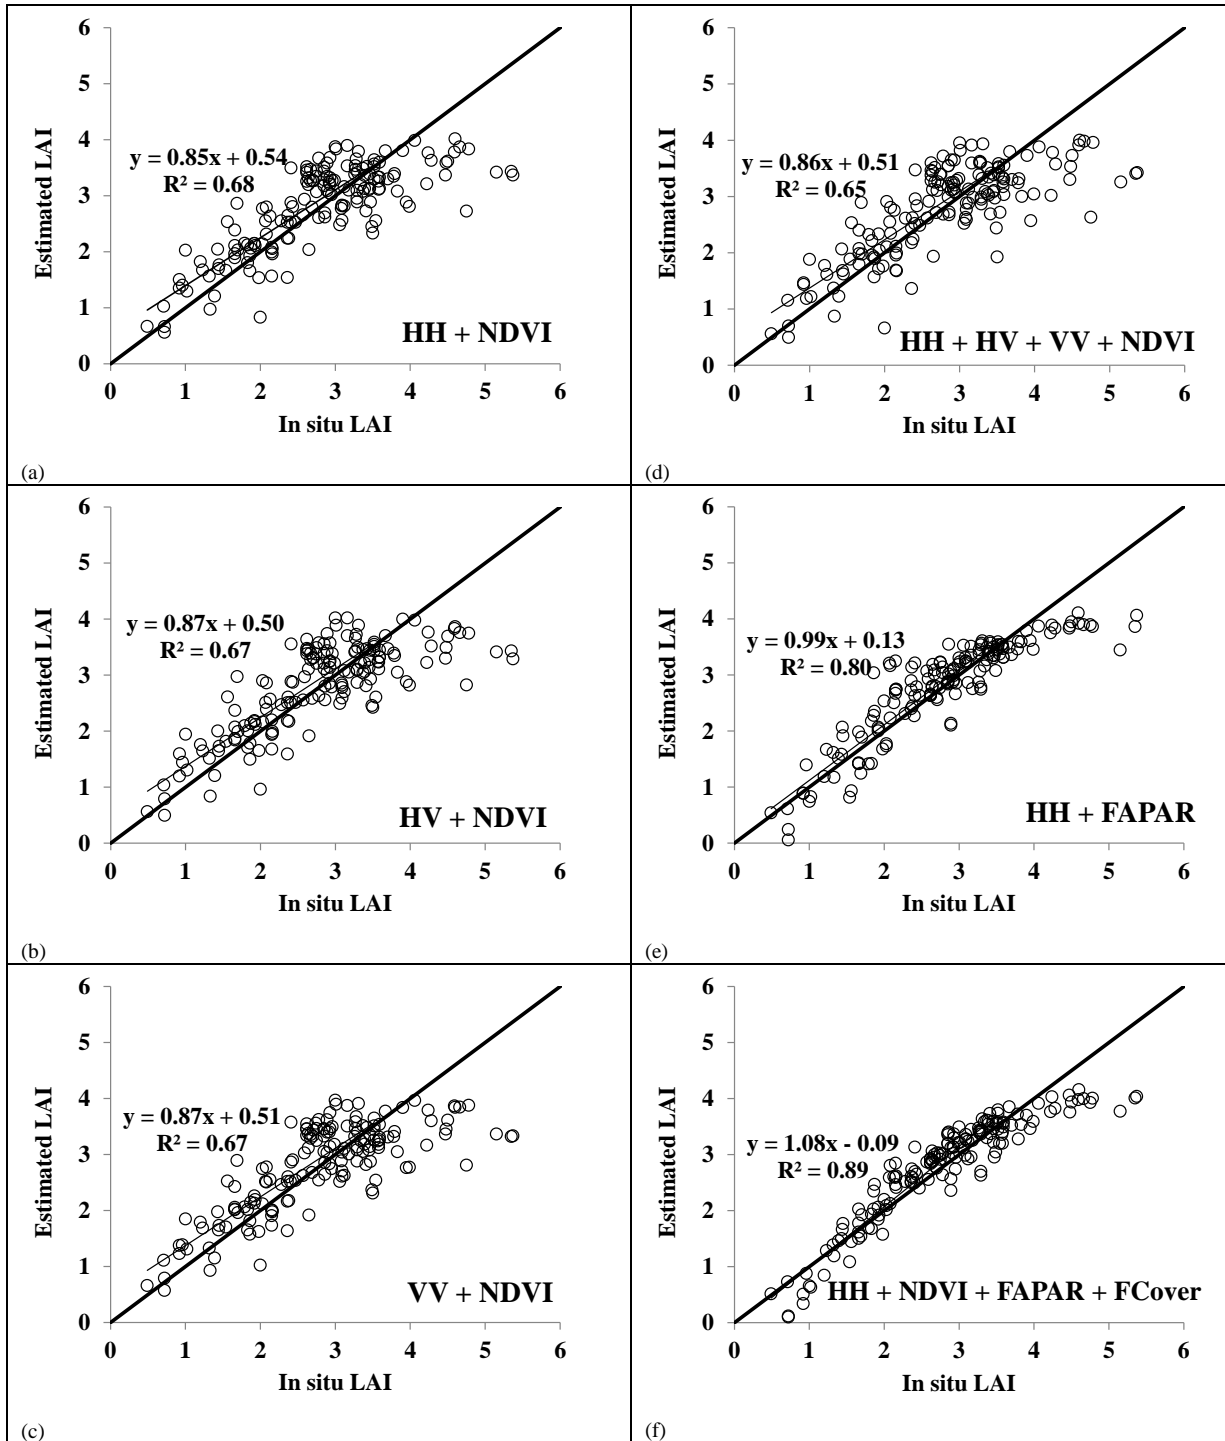 6
5
4
3
2
1
0
Estimated LAI
y = 0.85x + 0.54
R² = 0.68
HH + NDVI
0 1 2 3 4 5 6
In situ LAI
(a)
6
5
4
3
2
1
0
Estimated LAI
y = 0.86x + 0.51
R² = 0.65
HH + HV + VV + NDVI
0 1 2 3 4 5 6
In situ LAI
(d)
6
5
4
3
2
1
0
Estimated LAI
y = 0.87x + 0.50
R² = 0.67
HV + NDVI
0 1 2 3 4 5 6
In situ LAI
(b)
6
5
4
3
2
1
0
Estimated LAI
y = 0.99x + 0.13
R² = 0.80
HH + FAPAR
0 1 2 3 4 5 6
In situ LAI
(e)
6
5
4
3
2
1
0
Estimated LAI
y = 0.87x + 0.51
R² = 0.67
VV + NDVI
0 1 2 3 4 5 6
In situ LAI
(c)
6
5
4
3
2
1
0
Estimated LAI
y = 1.08x - 0.09
R² = 0.89
HH + NDVI + FAPAR + FCover
0 1 2 3 4 5 6
In situ LAI
(f)